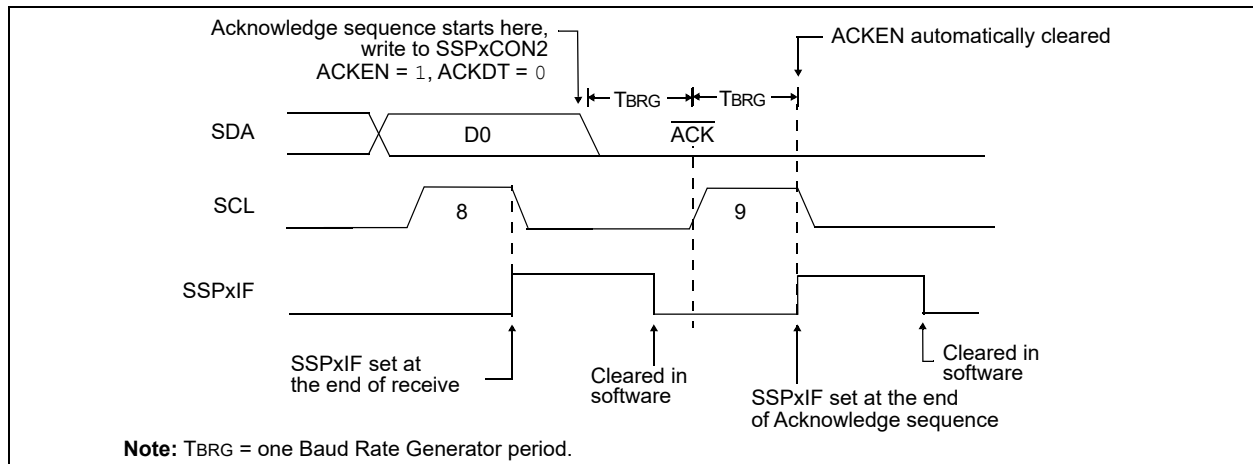 Acknowledge sequence starts here,
write to SSPxCON2
ACKEN = 1, ACKDT = 0
ACKEN automatically cleared
TBRG
TBRG
SDA
D0
ACK
SCL
8
9
SSPxIF
SSPxIF set at
the end of receive
Cleared in
software
SSPxIF set at the end
of Acknowledge sequence
Cleared in
software
Note: TBRG = one Baud Rate Generator period.